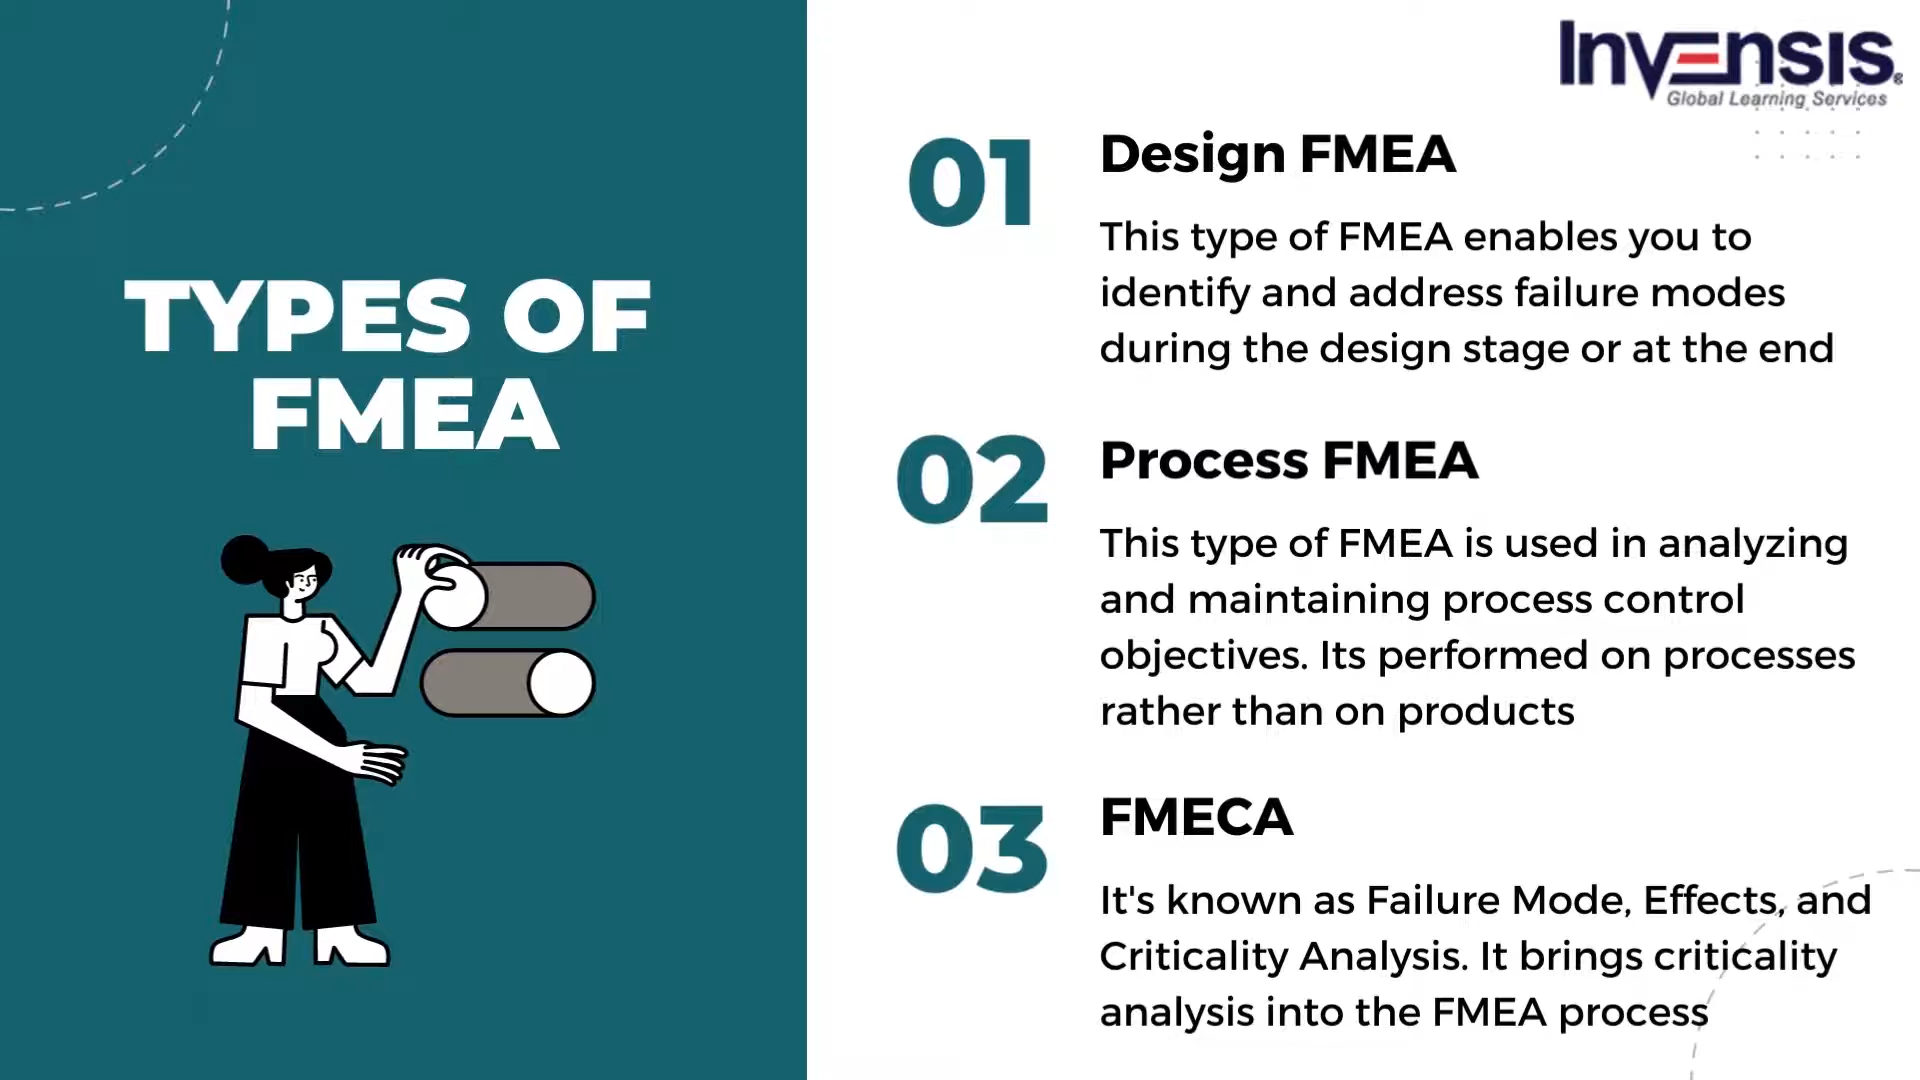 Invensis®
Global Learning Services
TYPES OF
FMEA
01
Design FMEA
This type of FMEA enables you to
identify and address failure modes
during the design stage or at the end
02
Process FMEA
This type of FMEA is used in analyzing
and maintaining process control
objectives. Its performed on processes
rather than on products
03
FMECA
It's known as Failure Mode, Effects, and
Criticality Analysis. It brings criticality
analysis into the FMEA process